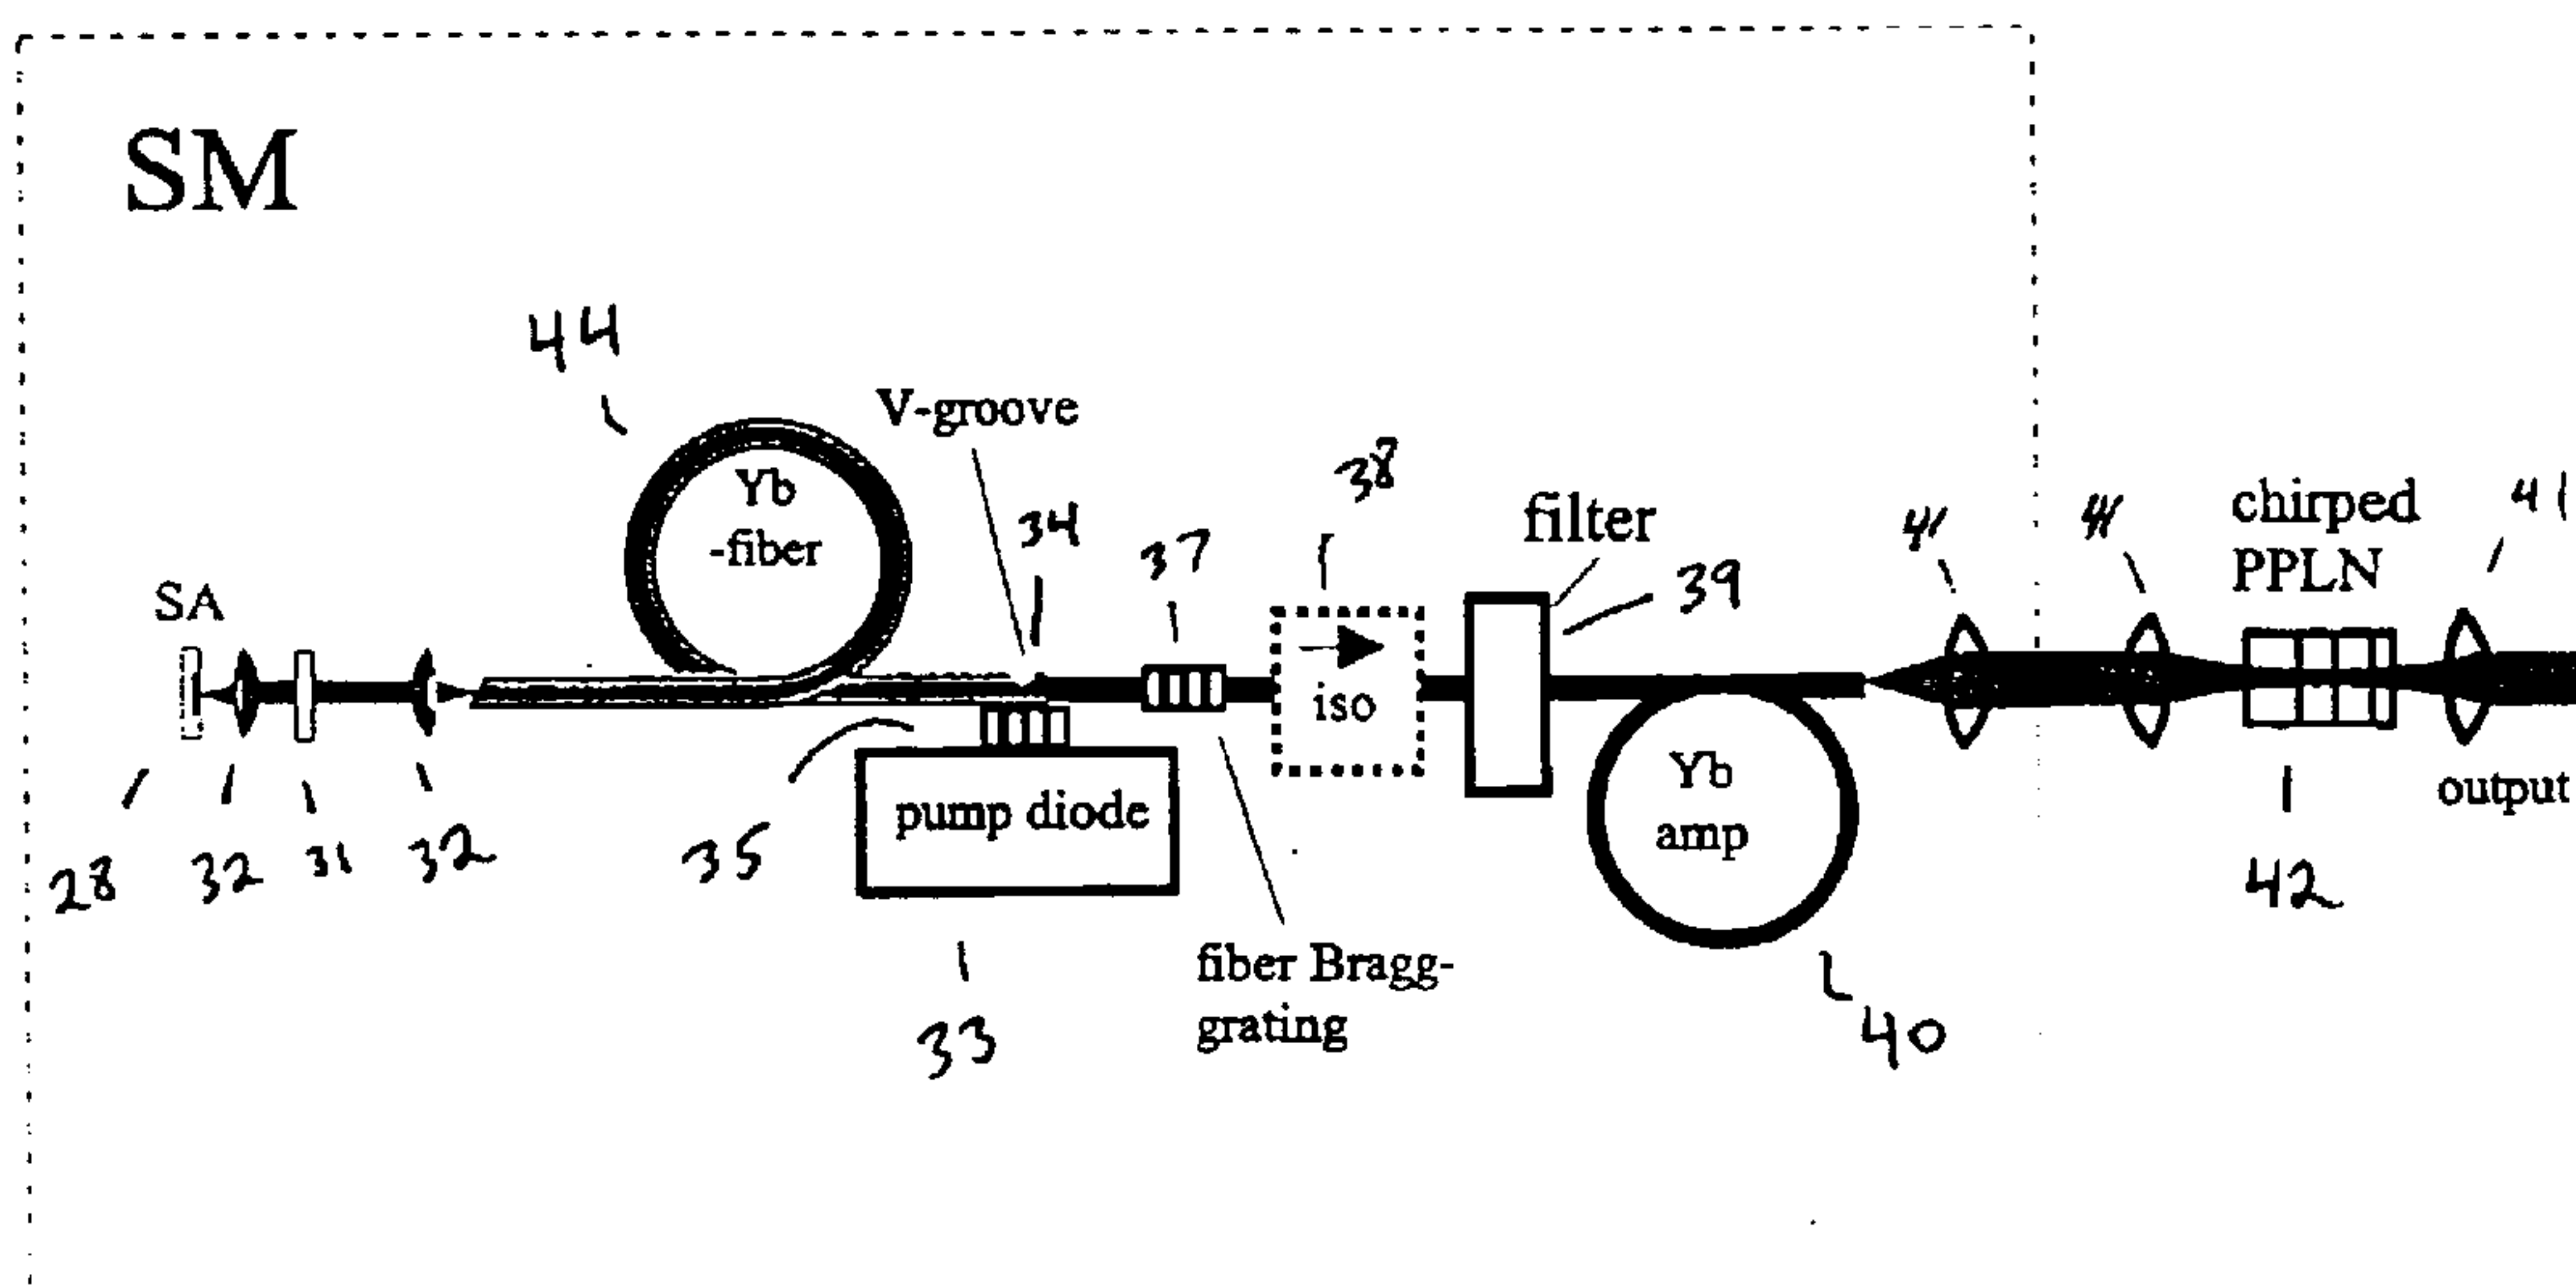 SM
44
V-groove
Yb
-fiber
34
37
38
filter
39
41
41
chirped
PPLN
41
SA
iso
pump diode
Yb
amp
output
28
32
31
32
35
33
fiber Bragg-
grating
40
42